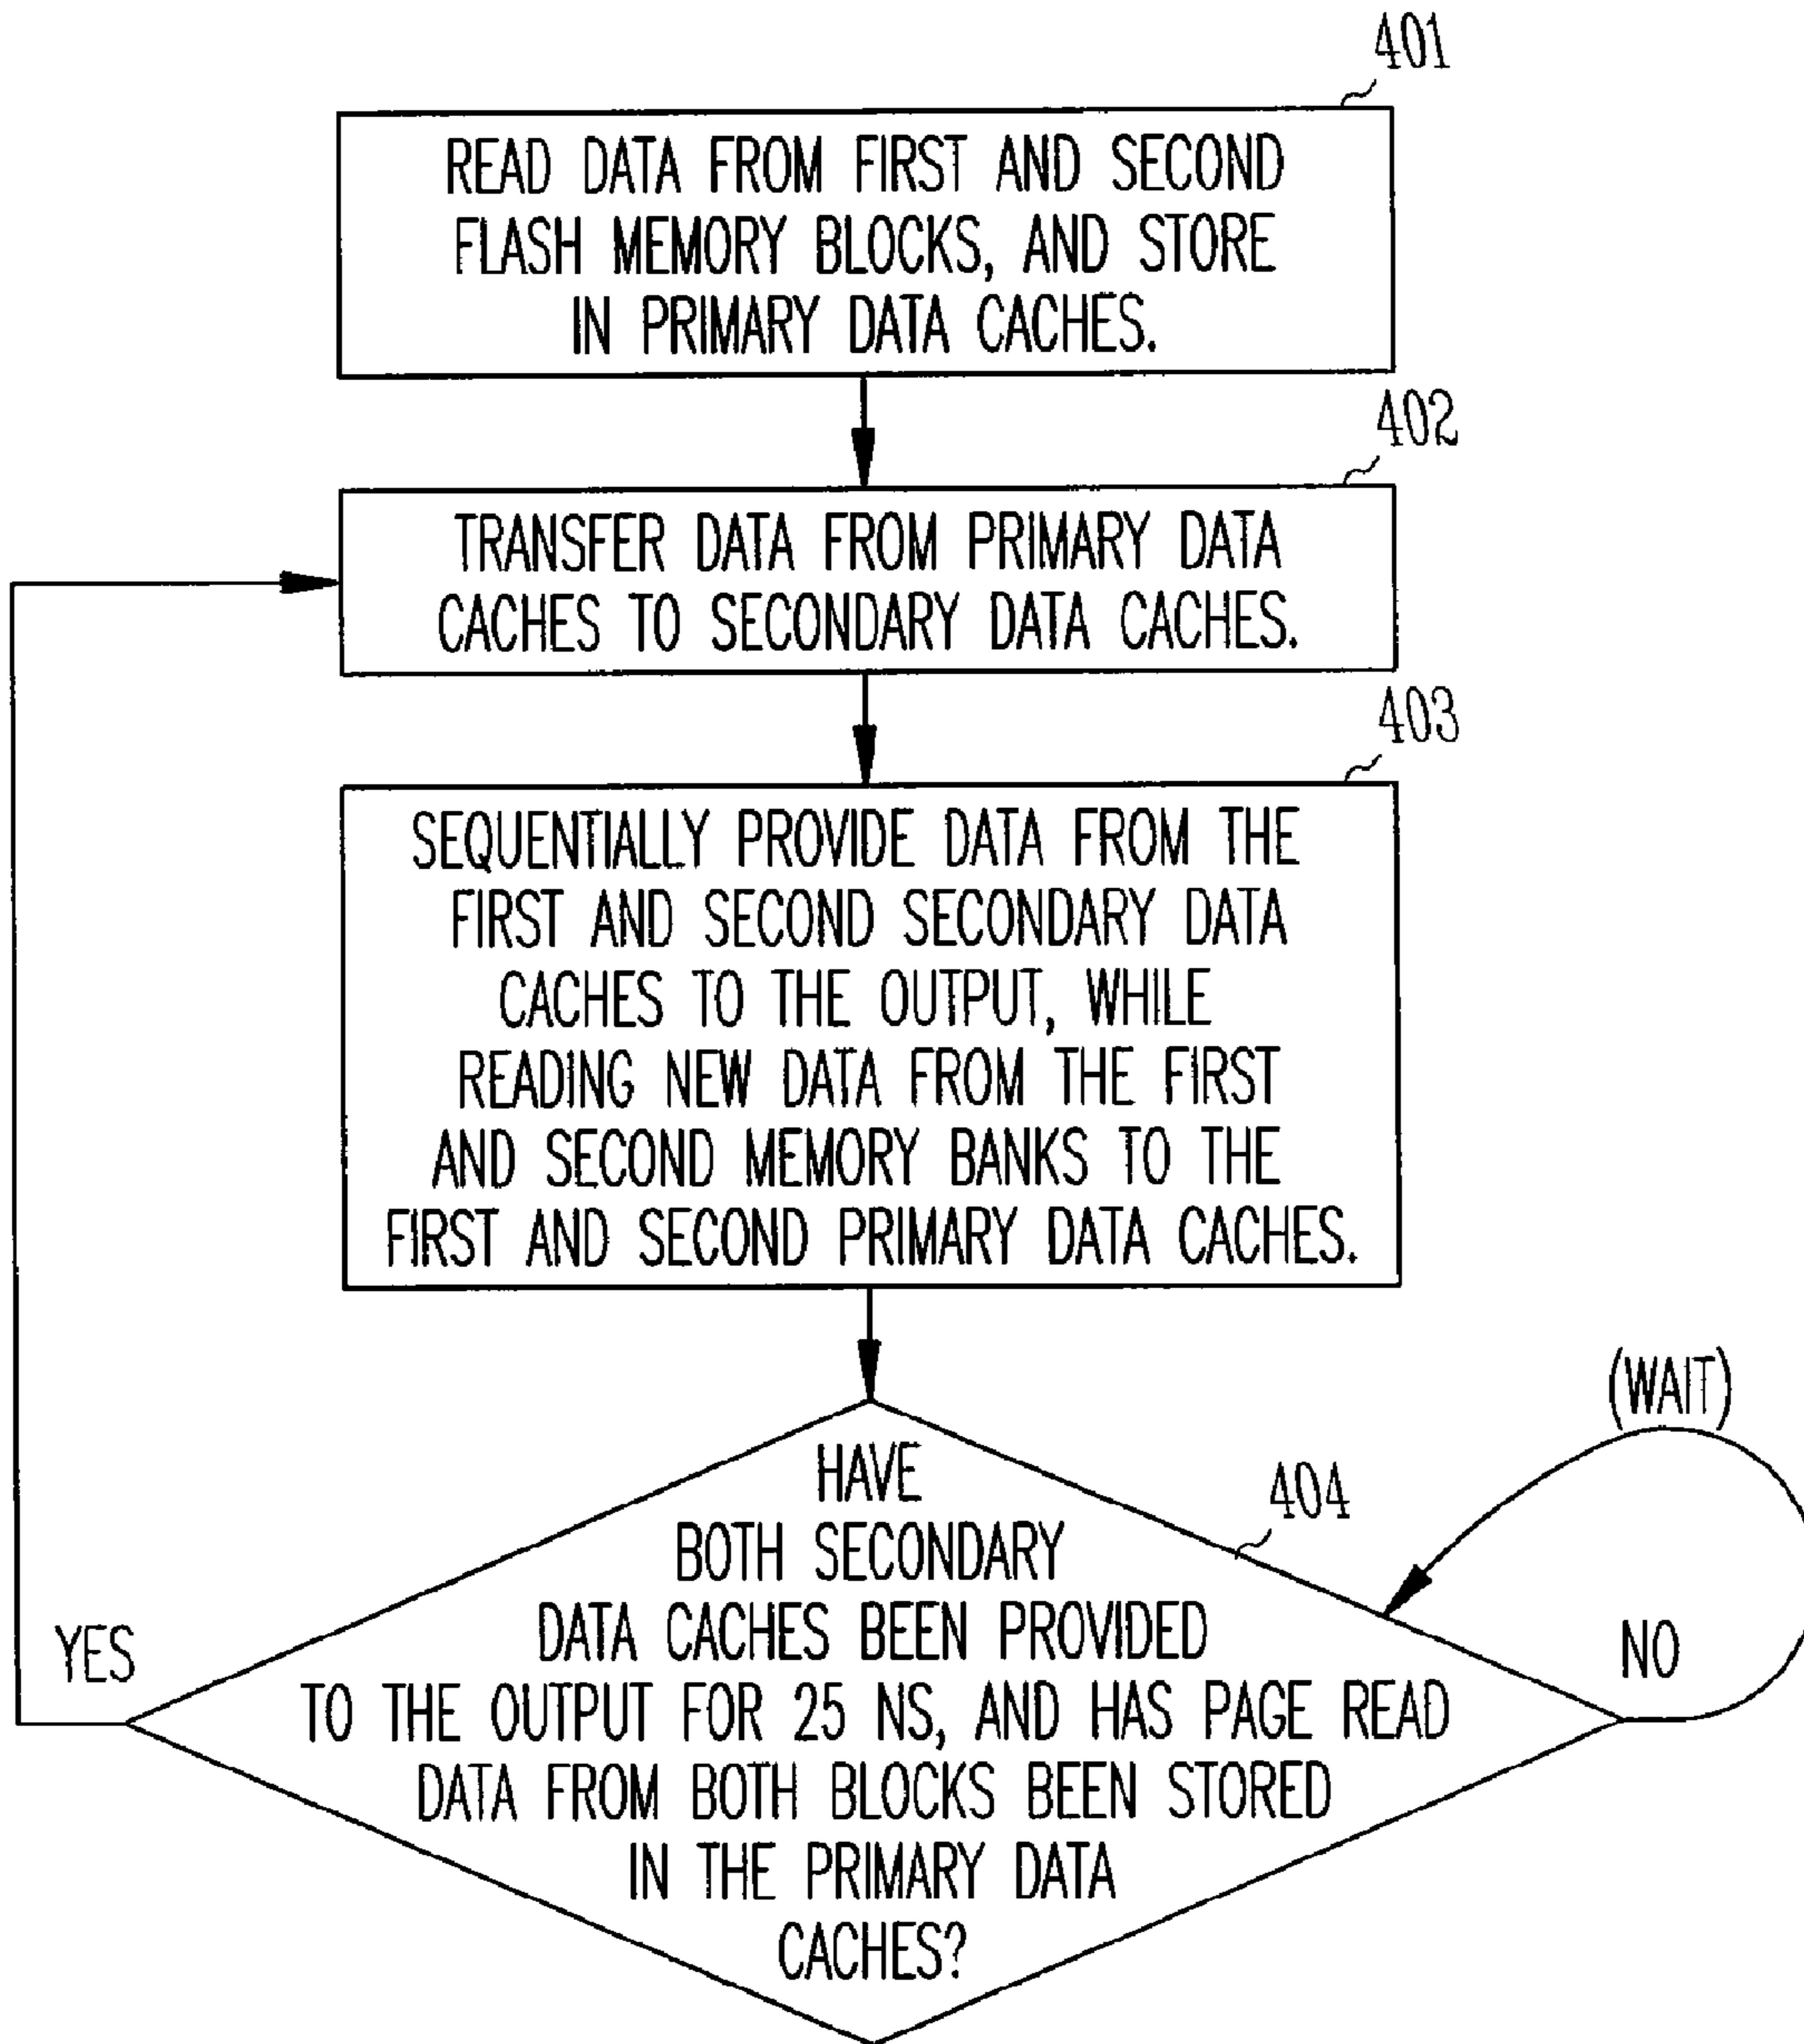 401
READ DATA FROM FIRST AND SECOND
FLASH MEMORY BLOCKS, AND STORE
IN PRIMARY DATA CACHES.
402
TRANSFER DATA FROM PRIMARY DATA
CACHES TO SECONDARY DATA CACHES.
403
SEQUENTIALLY PROVIDE DATA FROM THE
FIRST AND SECOND SECONDARY DATA
CACHES TO THE OUTPUT, WHILE
READING NEW DATA FROM THE FIRST
AND SECOND MEMORY BANKS TO THE
FIRST AND SECOND PRIMARY DATA CACHES.
(WAIT)
404
HAVE
BOTH SECONDARY
DATA CACHES BEEN PROVIDED
TO THE OUTPUT FOR 25 NS, AND HAS PAGE READ
DATA FROM BOTH BLOCKS BEEN STORED
IN THE PRIMARY DATA
CACHES?
YES
NO